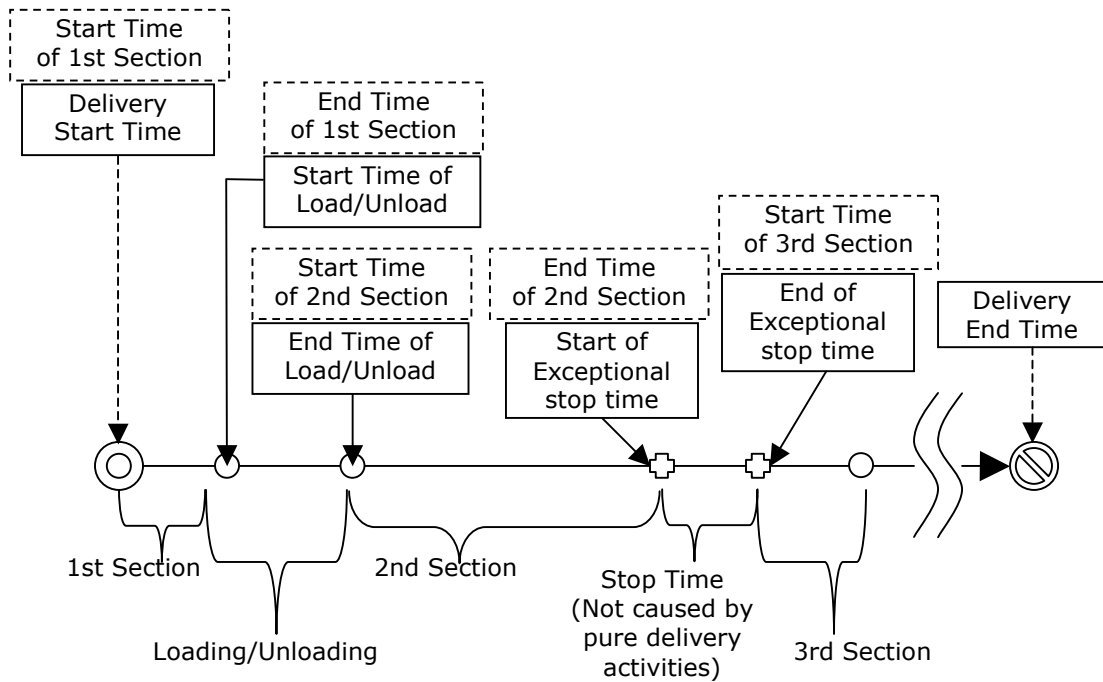 Start Time
of 1st Section
Delivery
Start Time
End Time
of 1st Section
Start Time of
Load/Unload
Start Time
of 2nd Section
End Time of
Load/Unload
End Time
of 2nd Section
Start of
Exceptional
stop time
Start Time
of 3rd Section
End of
Exceptional
stop time
Delivery
End Time
1st Section
Loading/Unloading
2nd Section
Stop Time
(Not caused by
pure delivery
activities)
3rd Section